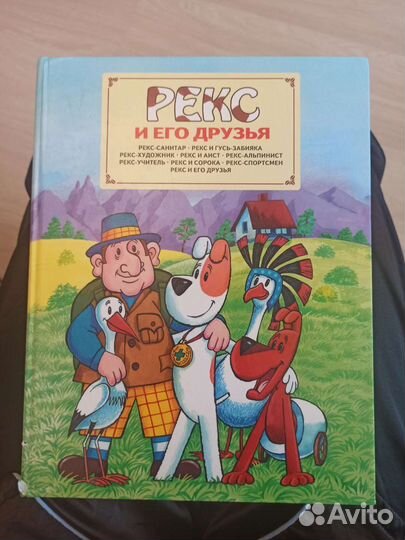 РЕКС
И ЕГО ДРУЗЬЯ
РЕКС-САНИТАР · РЕКС И ГУСЬ-ЗАБИЯКА
РЕКС-ХУДОЖНИК · РЕКС И АИСТ · РЕКС-АЛЬПИНИСТ
РЕКС-УЧИТЕЛЬ · РЕКС И СОРОКА · РЕКС-СПОРТСМЕН
РЕКС И ЕГО ДРУЗЬЯ
Avito